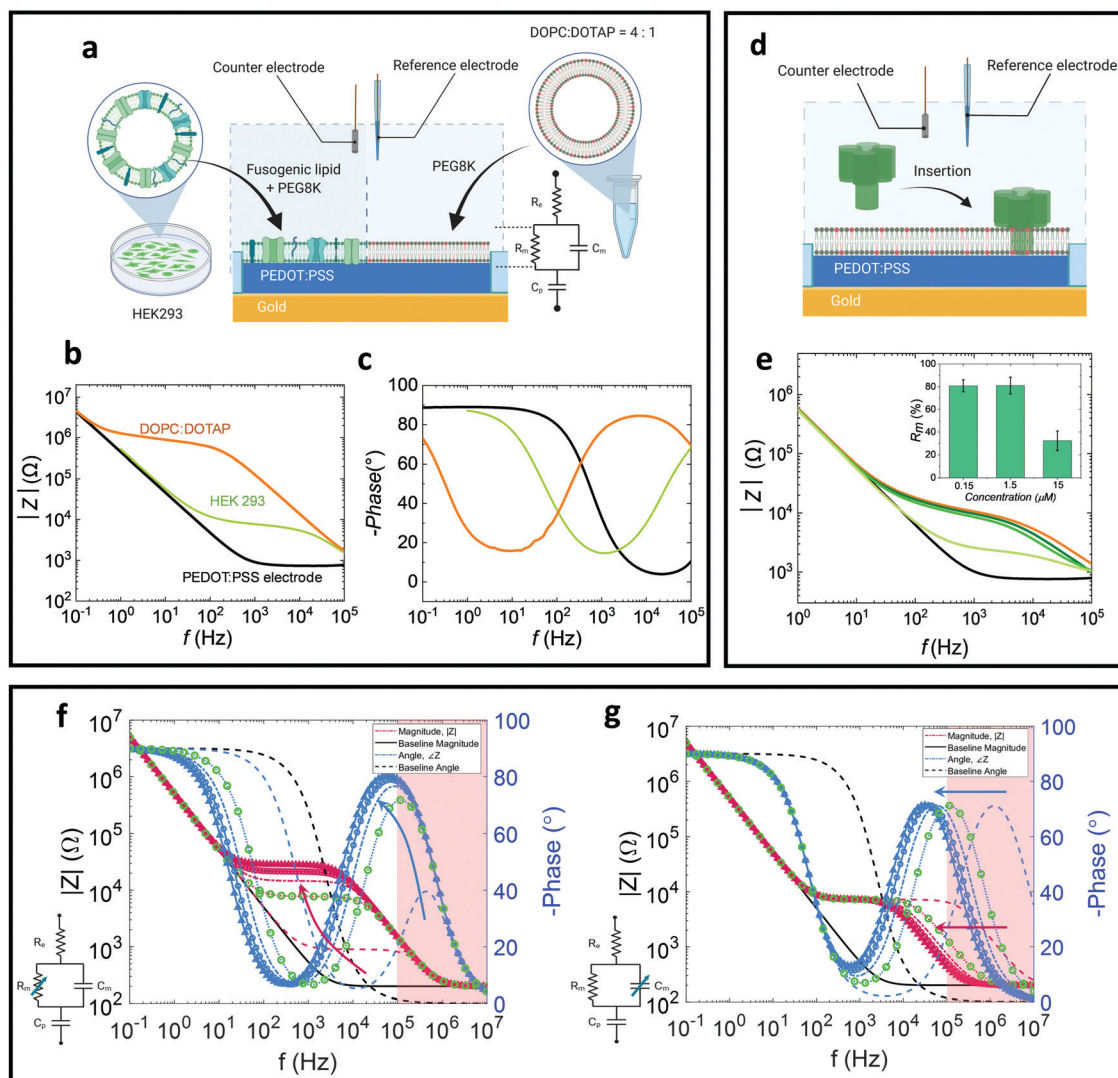 a
DOPC:DOTAP = 4 : 1
Counter electrode
Reference electrode
Fusogenic lipid
+ PEG8K
PEG8K
Re
Rm
Cm
Cp
PEDOT:PSS
Gold
HEK293
b
10⁷
10⁶
10⁵
10⁴
10³
10²
|Z| (Ω)
DOPC:DOTAP
HEK 293
PEDOT:PSS electrode
10⁻¹ 10⁰ 10¹ 10² 10³ 10⁴ 10⁵
f (Hz)
c
100
80
60
40
20
0
-Phase(°)
10⁻¹ 10⁰ 10¹ 10² 10³ 10⁴ 10⁵
f (Hz)
d
Counter electrode
Reference electrode
Insertion
PEDOT:PSS
Gold
e
10⁶
10⁵
10⁴
10³
|Z| (Ω)
100
80
60
40
20
0
Rm (%)
0.15 1.5 15
Concentration (μM)
10⁰ 10¹ 10² 10³ 10⁴ 10⁵
f (Hz)
f
10⁷
10⁶
10⁵
10⁴
10³
10²
|Z| (Ω)
Magnitude, |Z|
Baseline Magnitude
Angle, ∠Z
Baseline Angle
100
80
60
40
20
0
-Phase (°)
Re
Rm
Cm
Cp
10⁻¹ 10⁰ 10¹ 10² 10³ 10⁴ 10⁵ 10⁶ 10⁷
f (Hz)
g
10⁷
10⁶
10⁵
10⁴
10³
10²
|Z| (Ω)
Magnitude, |Z|
Baseline Magnitude
Angle, ∠Z
Baseline Angle
100
80
60
40
20
0
-Phase (°)
Re
Rm
Cm
Cp
10⁻¹ 10⁰ 10¹ 10² 10³ 10⁴ 10⁵ 10⁶ 10⁷
f (Hz)